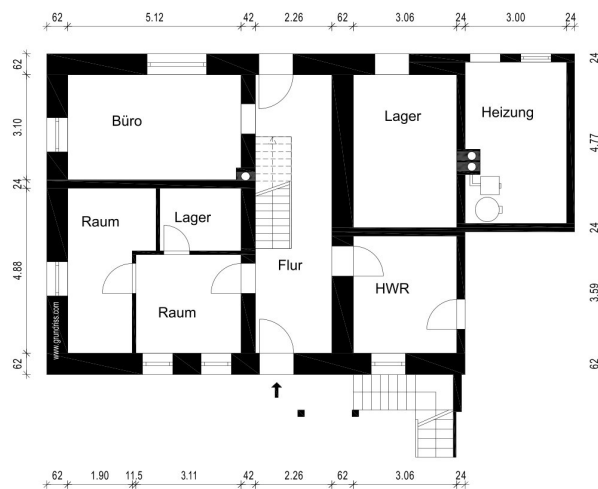 62 5.12 42 2.26 62 3.06 24 3.00 24
62
3.10
24
4.88
62
24
4.77
24
3.59
62
Büro
Lager
Heizung
Raum
Lager
Flur
HWR
Raum
www.grundriss.com
62 1.90 11.5 3.11 42 2.26 62 3.06 24